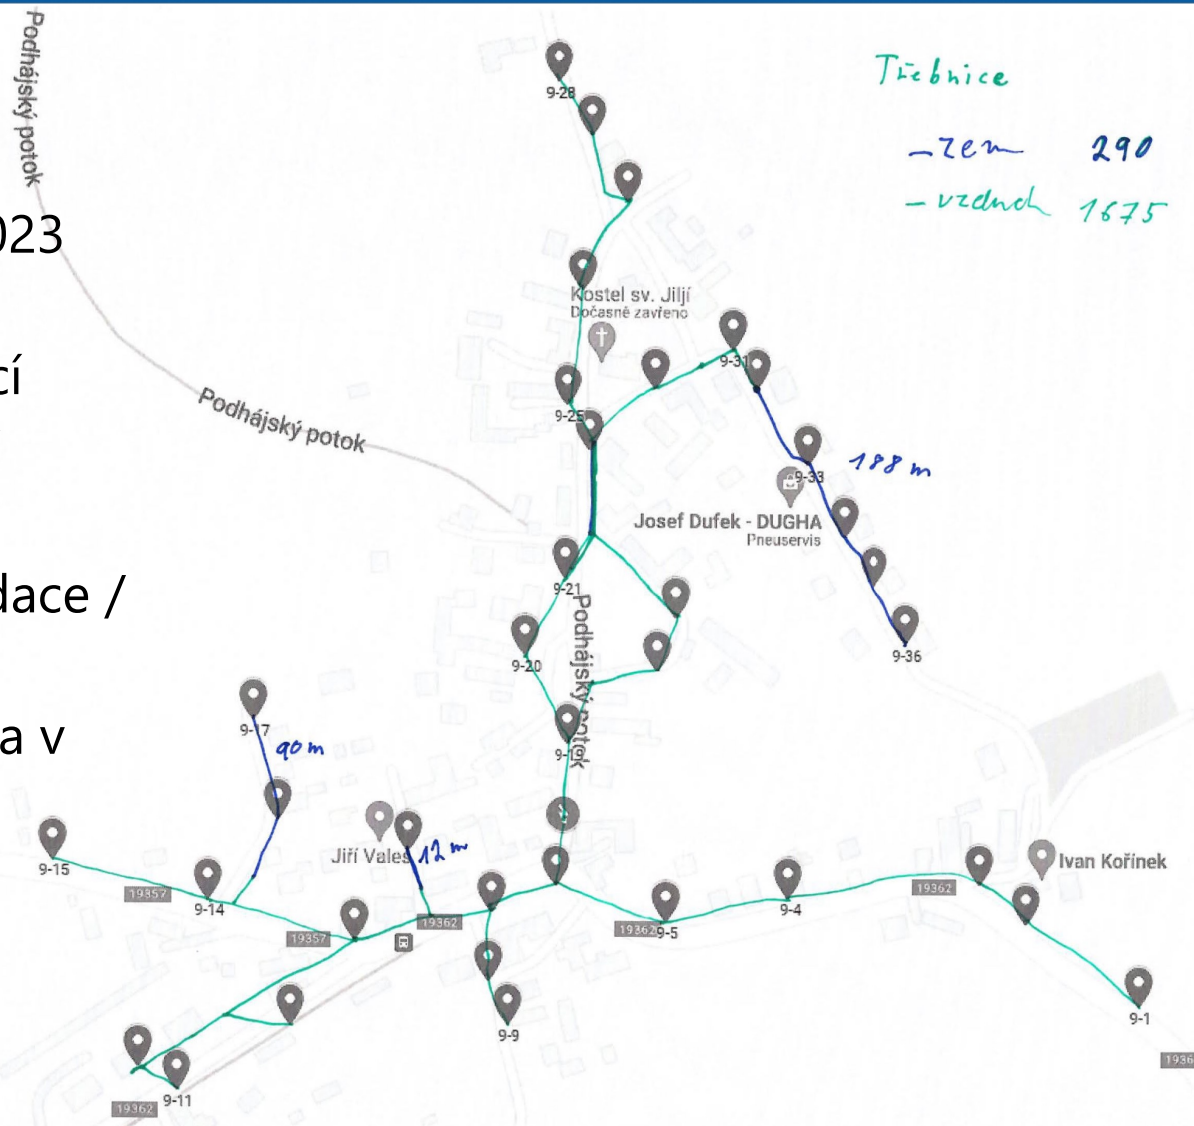 Podhájský potok
9-28
Třebnice
- zem 290
- vzduch 1675
023
Kostel sv. Jiljí
Dočasně zavřeno
cí
9-31
Podhájský potok
9-25
188 m
9-33
Josef Dufek - DUGHA
Pneuservis
dace /
9-21
Podhájský potok
9-20
9-36
a v
9-17
90 m
9-19
Jiří Vales
12 m
9-15
19357
9-14
19357
19362
19362
9-5
9-4
19362
Ivan Kořínek
9-1
9-9
1936
19362
9-11